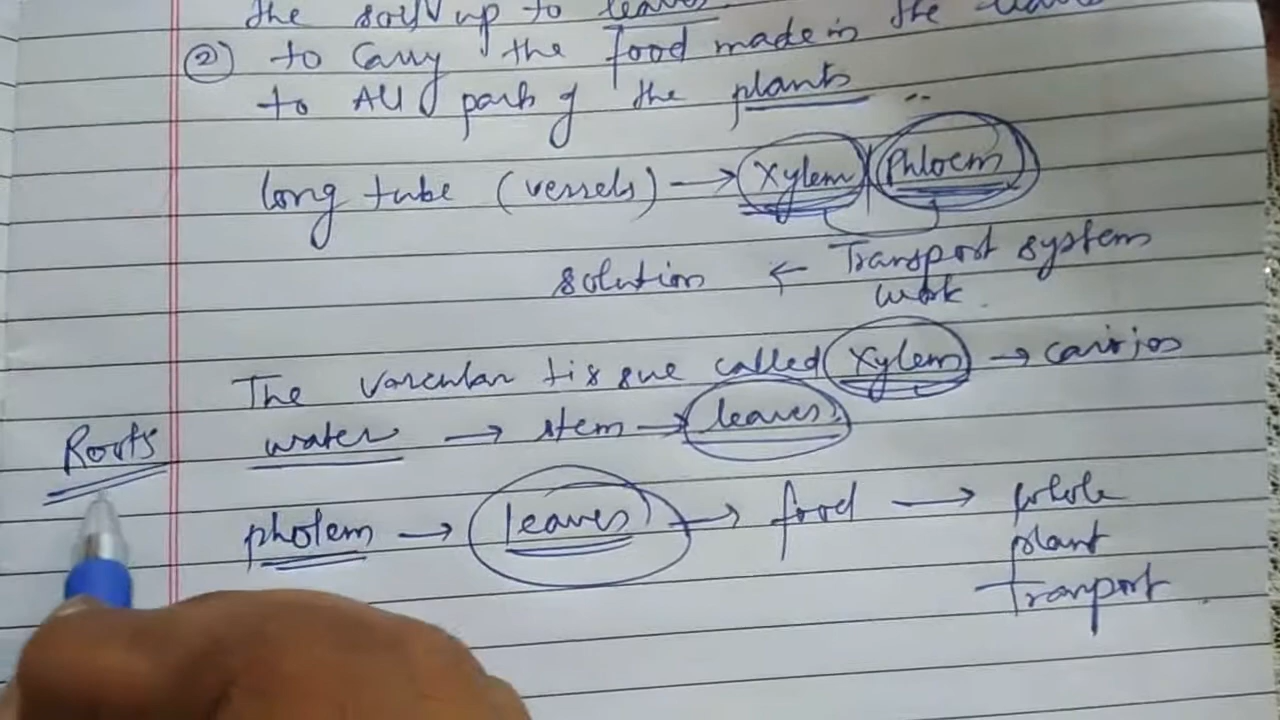 the soil up to leaves
② to carry the food made in the
to All parts of the plants
long tube (vessels) → Xylem Phloem
solution ← Transport system
work.
The vascular tissue called Xylem → carries
Roots water → stem → leaves.
pholem → leaves → food → whole
plant
Tranport